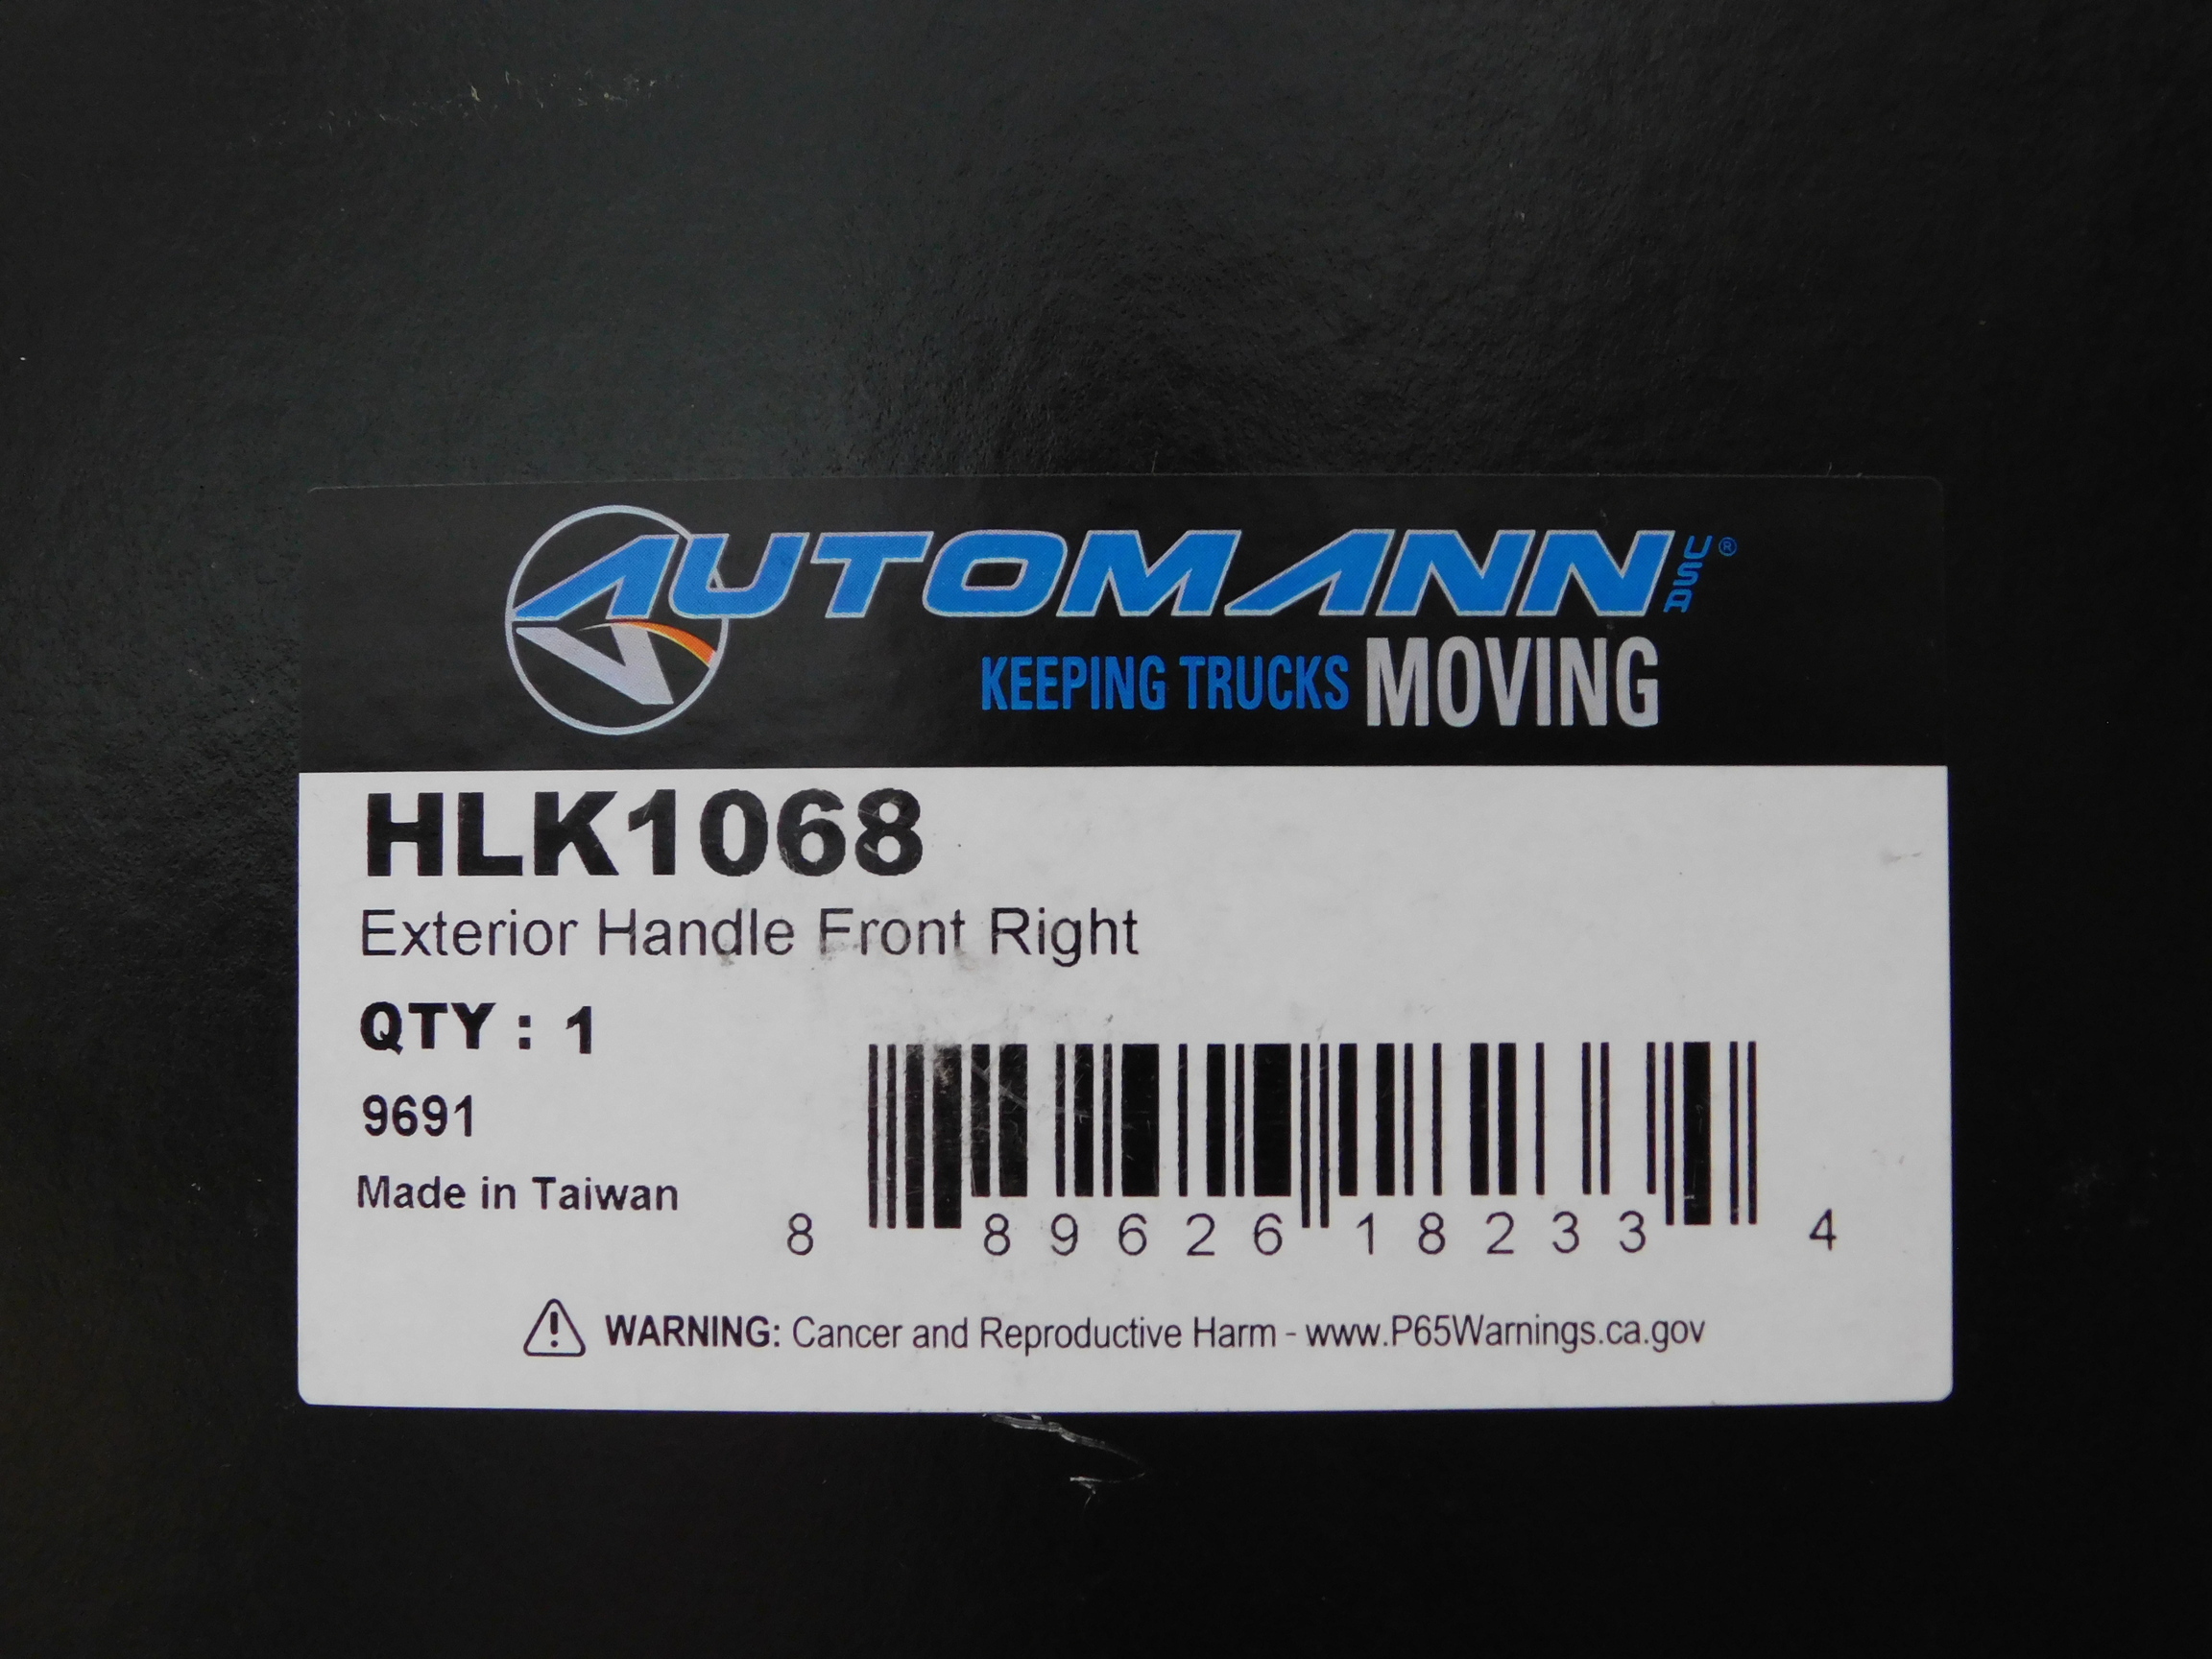 AUTOMANN USA®
KEEPING TRUCKS MOVING
HLK1068
Exterior Handle Front Right
QTY : 1
9691
Made in Taiwan
8 89626 18233 4
WARNING: Cancer and Reproductive Harm - www.P65Warnings.ca.gov